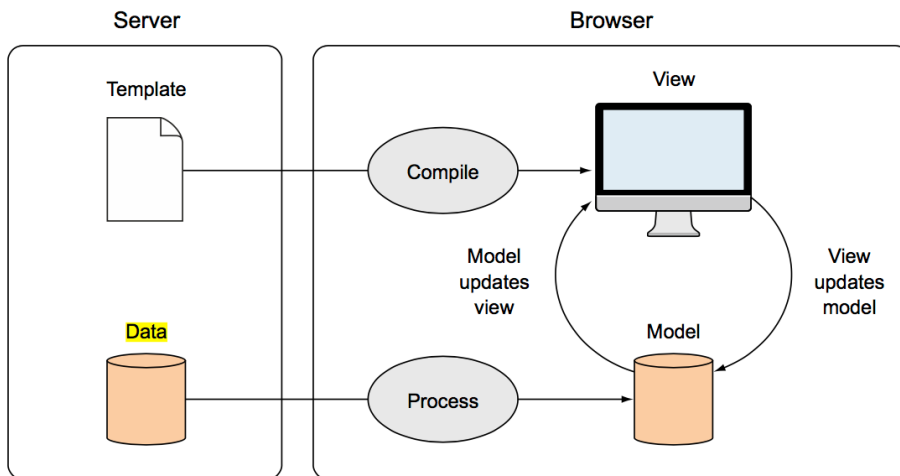 Server
Browser
Template
View
Compile
Model
updates
view
View
updates
model
Data
Model
Process